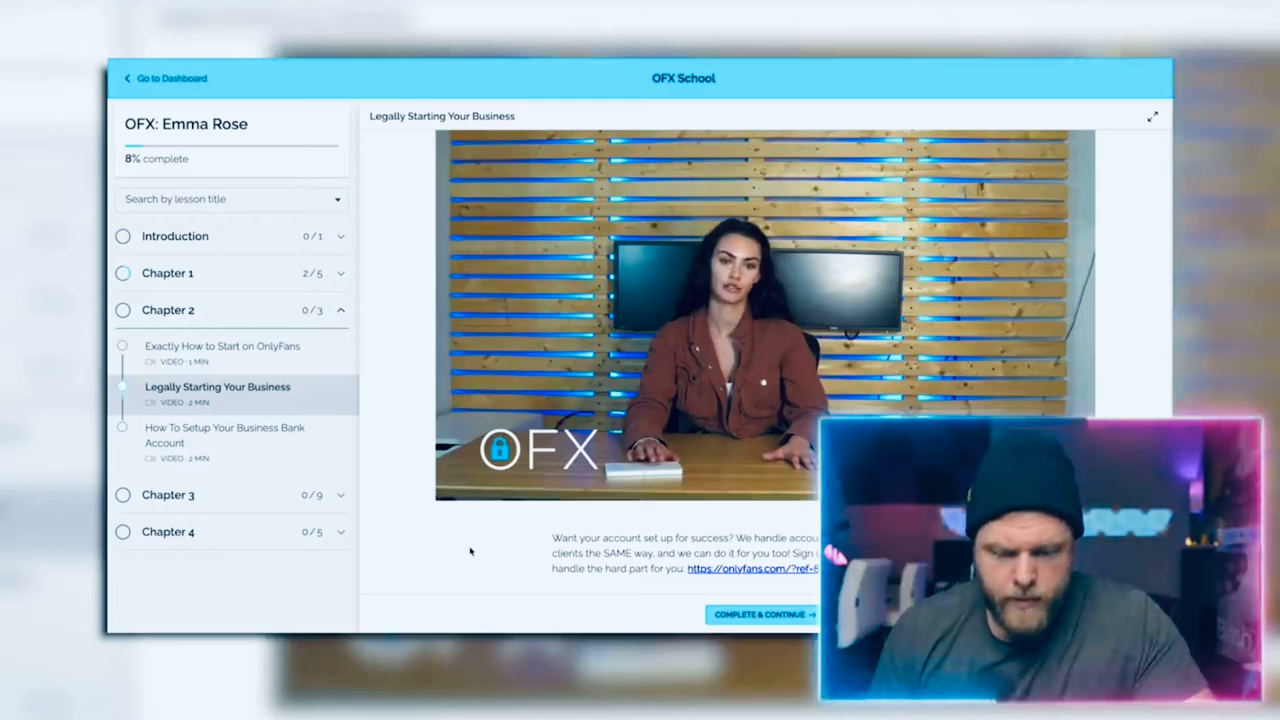 Go to Dashboard
OFX School
OFX: Emma Rose
8% complete
Search by lesson title
Introduction 0/1
Chapter 1 2/5
Chapter 2 0/3
Exactly How to Start on OnlyFans
VIDEO · 1 MIN
Legally Starting Your Business
VIDEO · 2 MIN
How To Setup Your Business Bank
Account
VIDEO · 2 MIN
Chapter 3 0/9
Chapter 4 0/5
Legally Starting Your Business
OFX
Want your account set up for success? We handle
clients the SAME way, and we can do it for you too! Sign
handle the hard part for you: https://onlyfans.com/?ref=
COMPLETE & CONTINUE →